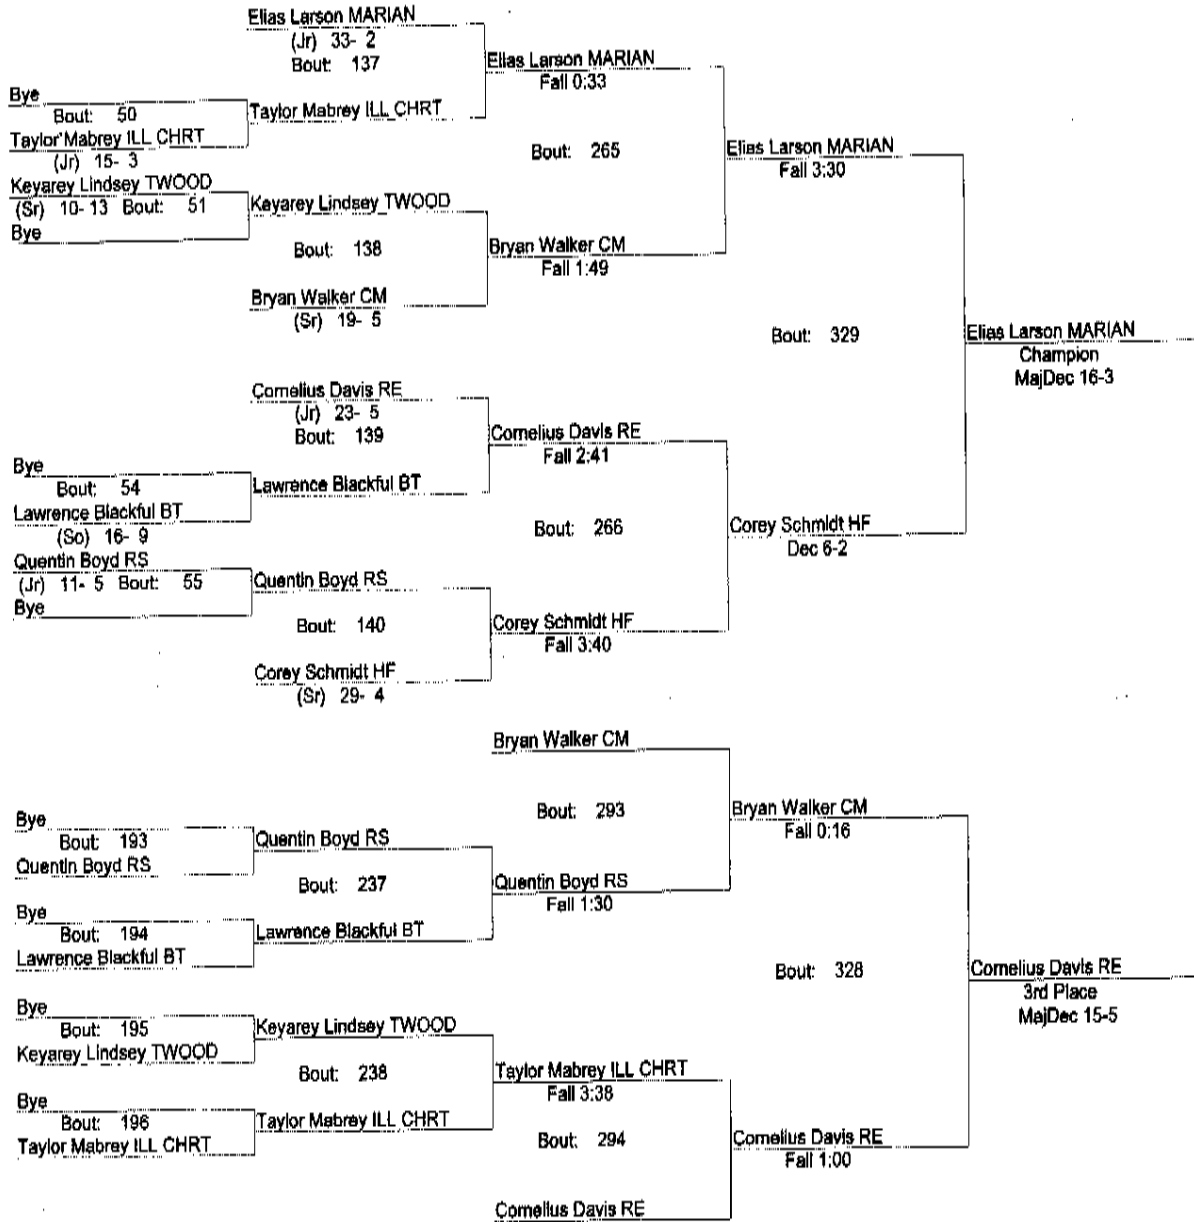 Elias Larson MARIAN
(Jr) 33- 2
Bout: 137
Elias Larson MARIAN
Fall 0:33
Bye
Bout: 50
Taylor Mabrey ILL CHRT
Taylor Mabrey ILL CHRT
(Jr) 15- 3
Bout: 265
Elias Larson MARIAN
Fall 3:30
Keyarey Lindsey TWOOD
(Sr) 10- 13 Bout: 51
Keyarey Lindsey TWOOD
Bye
Bout: 138
Bryan Walker CM
Fall 1:49
Bryan Walker CM
(Sr) 19- 5
Bout: 329
Elias Larson MARIAN
Champion
MajDec 16-3
Cornelius Davis RE
(Jr) 23- 5
Bout: 139
Cornelius Davis RE
Fall 2:41
Bye
Bout: 54
Lawrence Blackful BT
Lawrence Blackful BT
(So) 16- 9
Bout: 266
Corey Schmidt HF
Dec 6-2
Quentin Boyd RS
(Jr) 11- 5 Bout: 55
Quentin Boyd RS
Bye
Bout: 140
Corey Schmidt HF
Fall 3:40
Corey Schmidt HF
(Sr) 29- 4
Bryan Walker CM
Bout: 293
Bryan Walker CM
Fall 0:16
Bye
Bout: 193
Quentin Boyd RS
Quentin Boyd RS
Bout: 237
Quentin Boyd RS
Fall 1:30
Bye
Bout: 194
Lawrence Blackful BT
Lawrence Blackful BT
Bout: 328
Cornelius Davis RE
3rd Place
MajDec 15-5
Bye
Bout: 195
Keyarey Lindsey TWOOD
Keyarey Lindsey TWOOD
Bout: 238
Taylor Mabrey ILL CHRT
Fall 3:38
Bye
Bout: 196
Taylor Mabrey ILL CHRT
Taylor Mabrey ILL CHRT
Bout: 294
Cornelius Davis RE
Fall 1:00
Cornelius Davis RE